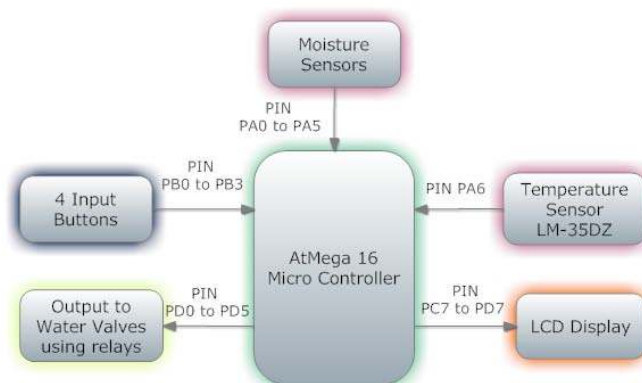 Moisture
Sensors
PIN
PA0 to PA5
PIN
PB0 to PB3
4 Input
Buttons
PIN PA6
Temperature
Sensor
LM-35DZ
AtMega 16
Micro Controller
PIN
PD0 to PD5
Output to
Water Valves
using relays
PIN
PC7 to PD7
LCD Display